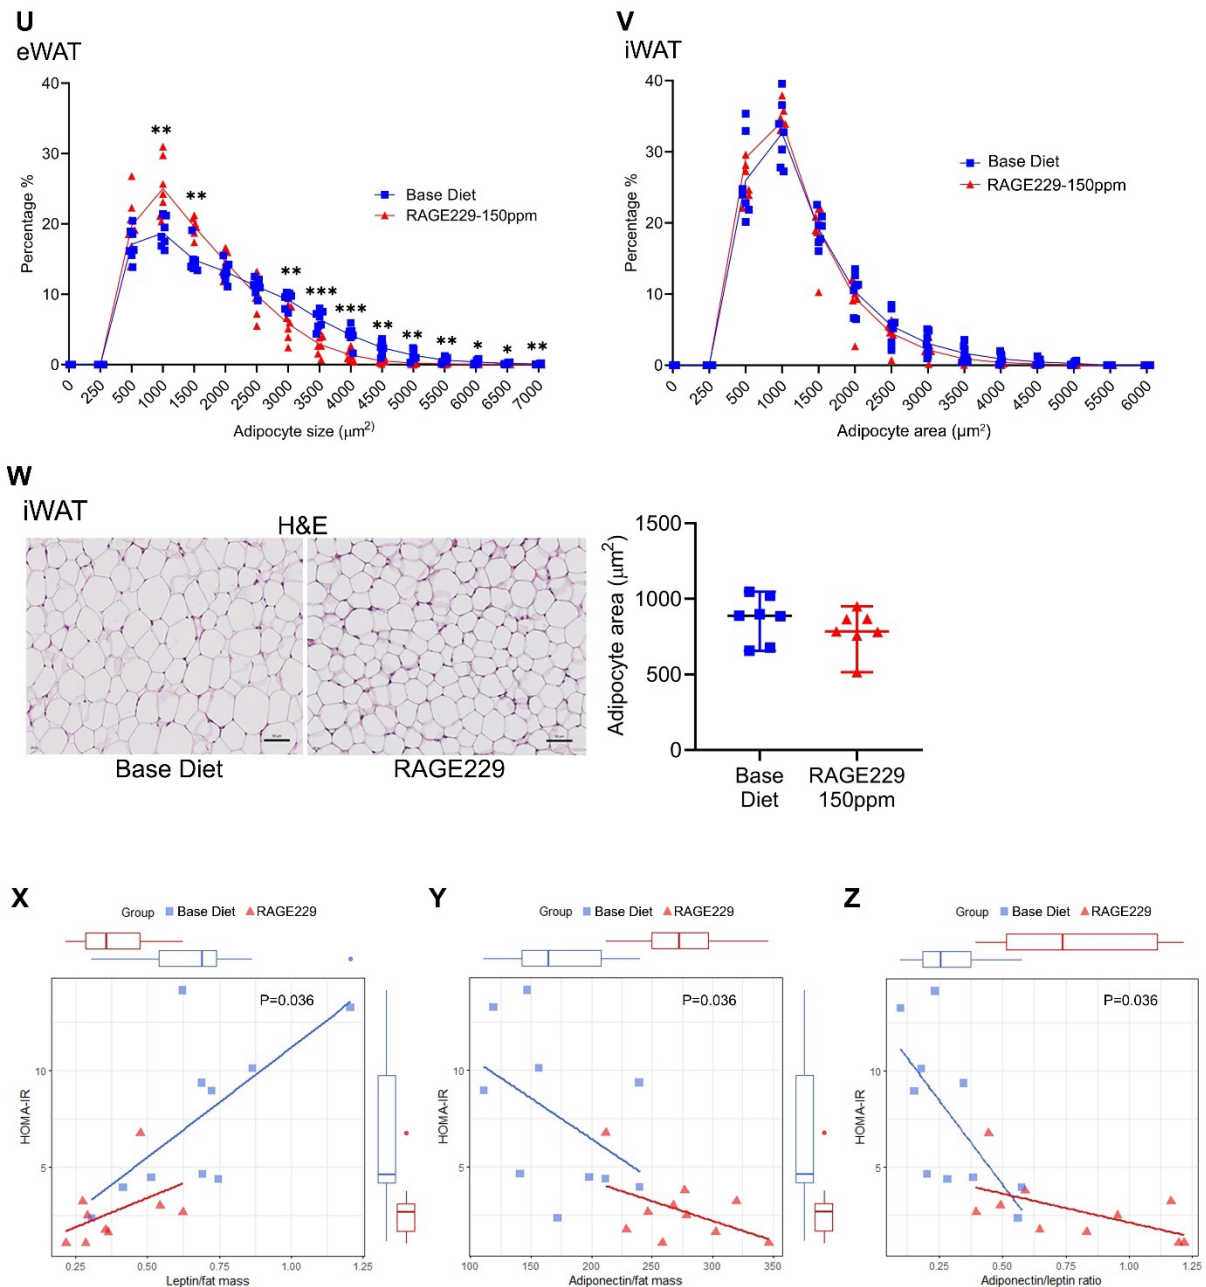 U
eWAT
40
30
20
10
0
Percentage %
** ** ** *** *** ** ** ** * * **
Base Diet
RAGE229-150ppm
0 250 500 1000 1500 2000 2500 3000 3500 4000 4500 5000 5500 6000 6500 7000
Adipocyte size (μm²)
V
iWAT
40
30
20
10
0
Percentage %
Base Diet
RAGE229-150ppm
0 250 500 1000 1500 2000 2500 3000 3500 4000 4500 5000 5500 6000
Adipocyte area (μm²)
W
iWAT
H&E
Base Diet RAGE229
1500
1000
500
0
Adipocyte area (μm²)
Base Diet
RAGE229 150ppm
X
Group Base Diet RAGE229
P=0.036
10
5
HOMA-IR
0.25 0.50 0.75 1.00 1.25
Leptin/fat mass
Y
Group Base Diet RAGE229
P=0.036
10
5
HOMA-IR
100 150 200 250 300 350
Adiponectin/fat mass
Z
Group Base Diet RAGE229
P=0.036
10
5
HOMA-IR
0.25 0.50 0.75 1.00 1.25
Adiponectin/leptin ratio